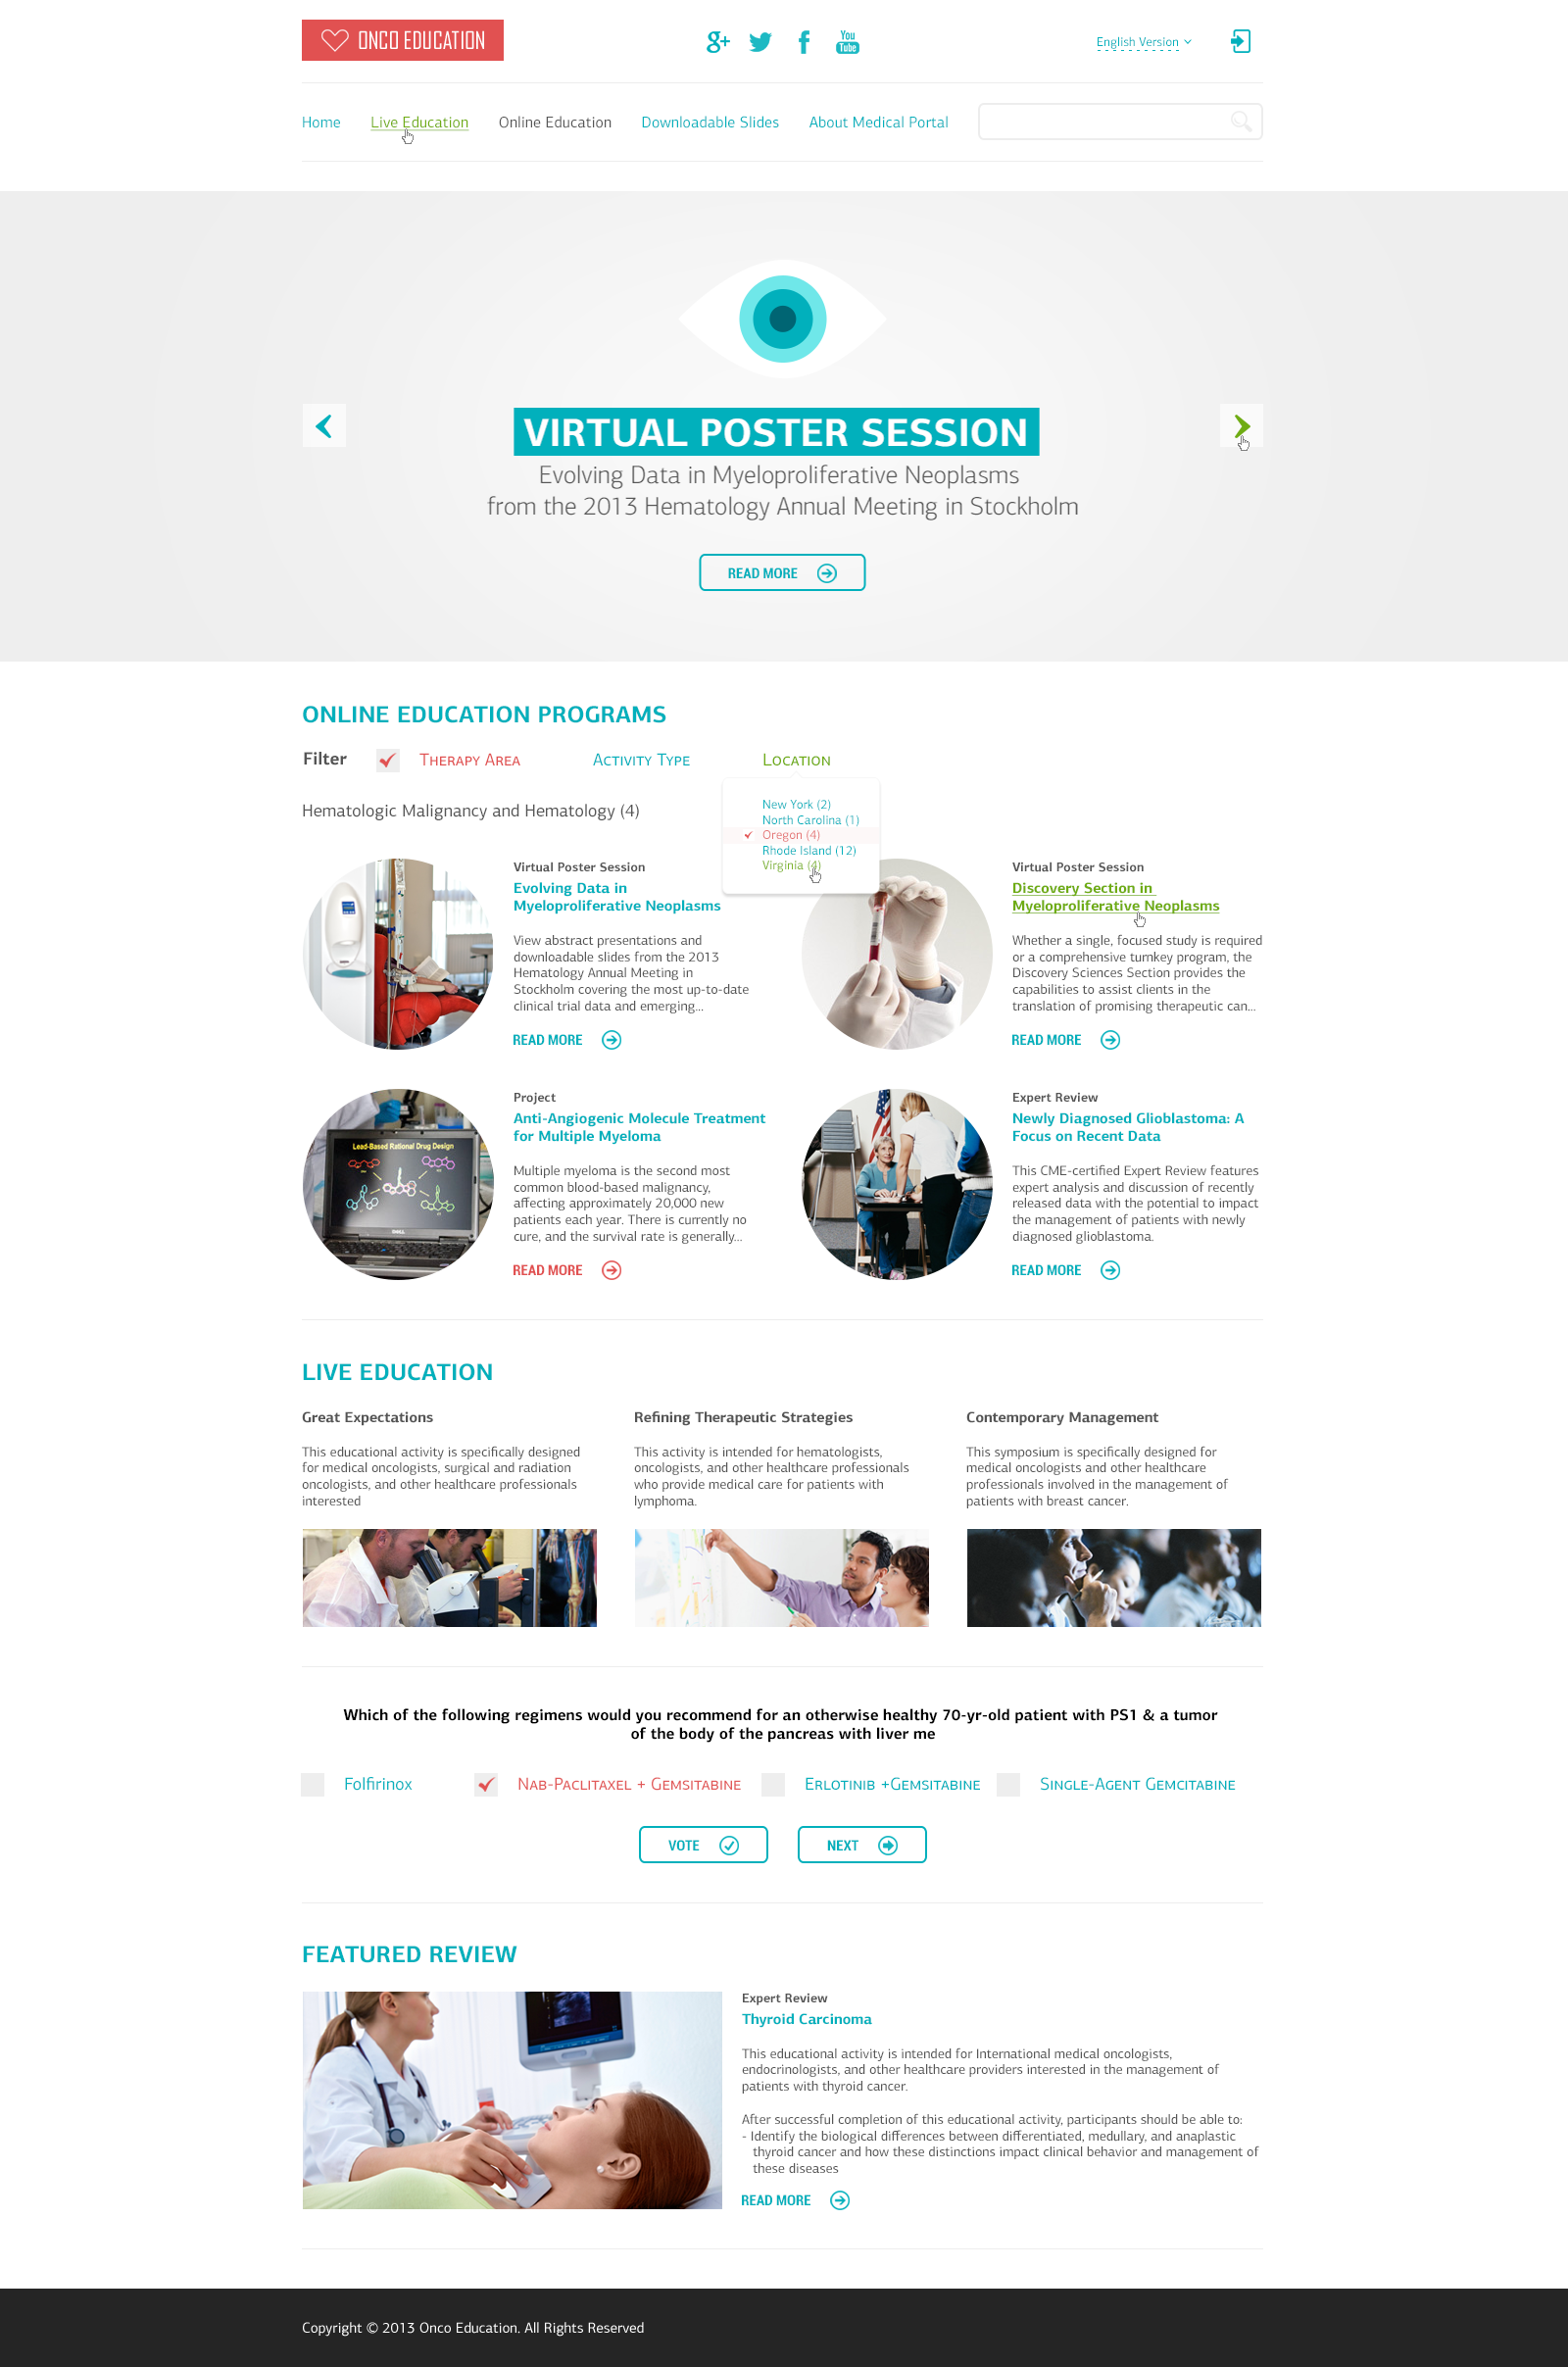 ONCO EDUCATION
g+
You
Tube
English Version
Home
Live Education
Online Education
Downloadable Slides
About Medical Portal
VIRTUAL POSTER SESSION
Evolving Data in Myeloproliferative Neoplasms
from the 2013 Hematology Annual Meeting in Stockholm
READ MORE
ONLINE EDUCATION PROGRAMS
Filter
Therapy Area
Activity Type
Location
New York (2)
North Carolina (1)
Oregon (4)
Rhode Island (12)
Virginia (4)
Hematologic Malignancy and Hematology (4)
Virtual Poster Session
Evolving Data in
Myeloproliferative Neoplasms
View abstract presentations and
downloadable slides from the 2013
Hematology Annual Meeting in
Stockholm covering the most up-to-date
clinical trial data and emerging...
READ MORE
Virtual Poster Session
Discovery Section in
Myeloproliferative Neoplasms
Whether a single, focused study is required
or a comprehensive turnkey program, the
Discovery Sciences Section provides the
capabilities to assist clients in the
translation of promising therapeutic can...
READ MORE
Lead-Based Rational Drug Design
DELL
Project
Anti-Angiogenic Molecule Treatment
for Multiple Myeloma
Multiple myeloma is the second most
common blood-based malignancy,
affecting approximately 20,000 new
patients each year. There is currently no
cure, and the survival rate is generally...
READ MORE
Expert Review
Newly Diagnosed Glioblastoma: A
Focus on Recent Data
This CME-certified Expert Review features
expert analysis and discussion of recently
released data with the potential to impact
the management of patients with newly
diagnosed glioblastoma.
READ MORE
LIVE EDUCATION
Great Expectations
This educational activity is specifically designed
for medical oncologists, surgical and radiation
oncologists, and other healthcare professionals
interested
Refining Therapeutic Strategies
This activity is intended for hematologists,
oncologists, and other healthcare professionals
who provide medical care for patients with
lymphoma.
Contemporary Management
This symposium is specifically designed for
medical oncologists and other healthcare
professionals involved in the management of
patients with breast cancer.
Which of the following regimens would you recommend for an otherwise healthy 70-yr-old patient with PS1 & a tumor
of the body of the pancreas with liver me
Folfirinox
Nab-Paclitaxel + Gemsitabine
Erlotinib +Gemsitabine
Single-Agent Gemcitabine
VOTE
NEXT
FEATURED REVIEW
Expert Review
Thyroid Carcinoma
This educational activity is intended for International medical oncologists,
endocrinologists, and other healthcare providers interested in the management of
patients with thyroid cancer.
After successful completion of this educational activity, participants should be able to:
- Identify the biological differences between differentiated, medullary, and anaplastic
thyroid cancer and how these distinctions impact clinical behavior and management of
these diseases
READ MORE
Copyright © 2013 Onco Education. All Rights Reserved